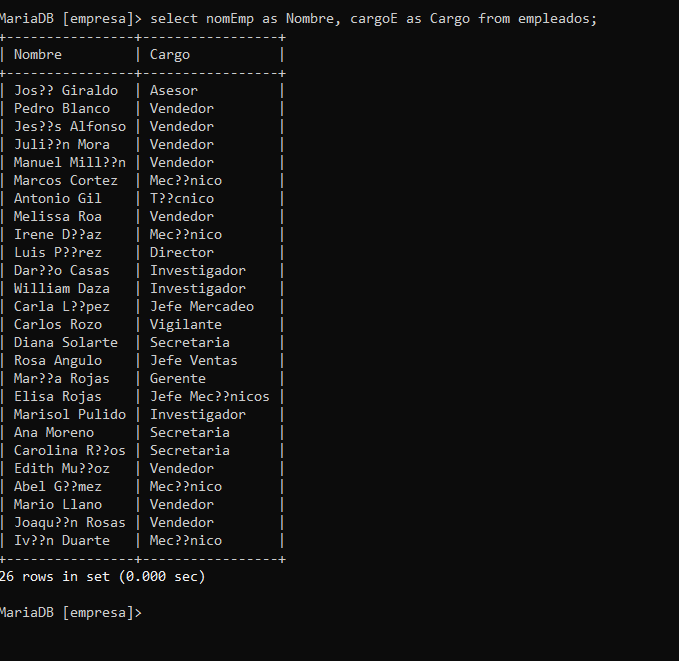 MariaDB [empresa]> select nomEmp as Nombre, cargoE as Cargo from empleados;
+----------------+-----------------+
| Nombre         | Cargo           |
+----------------+-----------------+
| Jos?? Giraldo  | Asesor          |
| Pedro Blanco   | Vendedor        |
| Jes??s Alfonso | Vendedor        |
| Juli??n Mora   | Vendedor        |
| Manuel Mill??n | Vendedor        |
| Marcos Cortez  | Mec??nico       |
| Antonio Gil    | T??cnico        |
| Melissa Roa    | Vendedor        |
| Irene D??az    | Mec??nico       |
| Luis P??rez    | Director        |
| Dar??o Casas   | Investigador    |
| William Daza   | Investigador    |
| Carla L??pez   | Jefe Mercadeo   |
| Carlos Rozo    | Vigilante       |
| Diana Solarte  | Secretaria      |
| Rosa Angulo    | Jefe Ventas     |
| Mar??a Rojas   | Gerente         |
| Elisa Rojas    | Jefe Mec??nicos |
| Marisol Pulido | Investigador    |
| Ana Moreno     | Secretaria      |
| Carolina R??os | Secretaria      |
| Edith Mu??oz   | Vendedor        |
| Abel G??mez    | Mec??nico       |
| Mario Llano    | Vendedor        |
| Joaqu??n Rosas | Vendedor        |
| Iv??n Duarte   | Mec??nico       |
+----------------+-----------------+
26 rows in set (0.000 sec)
MariaDB [empresa]>